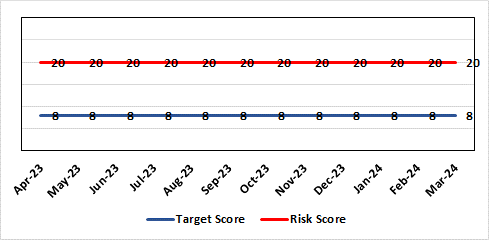 20 20 20 20 20 20 20 20 20 20 20 20
8 8 8 8 8 8 8 8 8 8 8 8
Apr-23 May-23 Jun-23 Jul-23 Aug-23 Sep-23 Oct-23 Nov-23 Dec-23 Jan-24 Feb-24 Mar-24
Target Score Risk Score